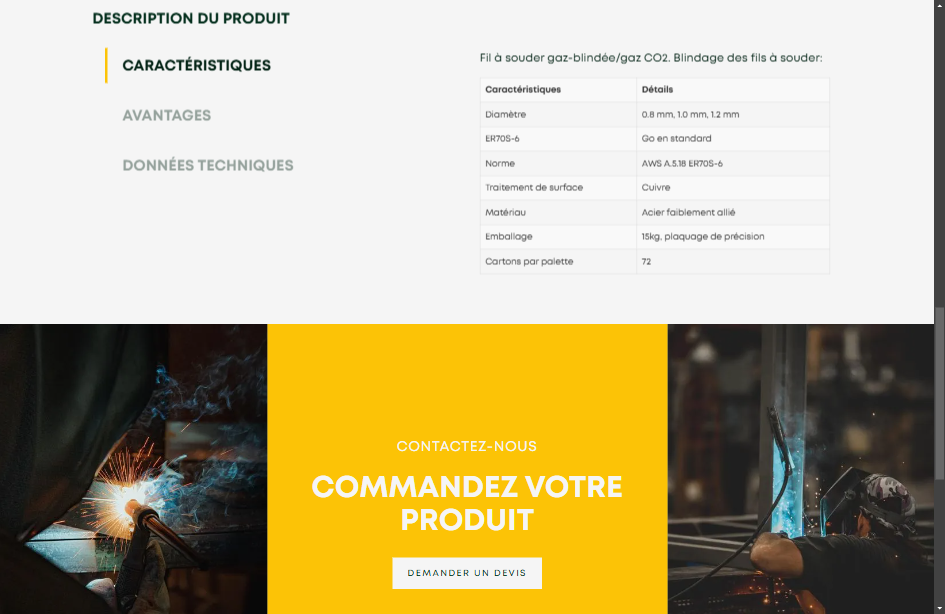 DESCRIPTION DU PRODUIT
CARACTÉRISTIQUES
AVANTAGES
DONNÉES TECHNIQUES
Fil à souder gaz-blindée/gaz CO2. Blindage des fils à souder:
Caractéristiques Détails
Diamètre 0.8 mm, 1.0 mm, 1.2 mm
ER70S-6 Go en standard
Norme AWS A.5.18 ER70S-6
Traitement de surface Cuivre
Matériau Acier faiblement allié
Emballage 15kg, plaquage de précision
Cartons par palette 72
CONTACTEZ-NOUS
COMMANDEZ VOTRE
PRODUIT
DEMANDER UN DEVIS